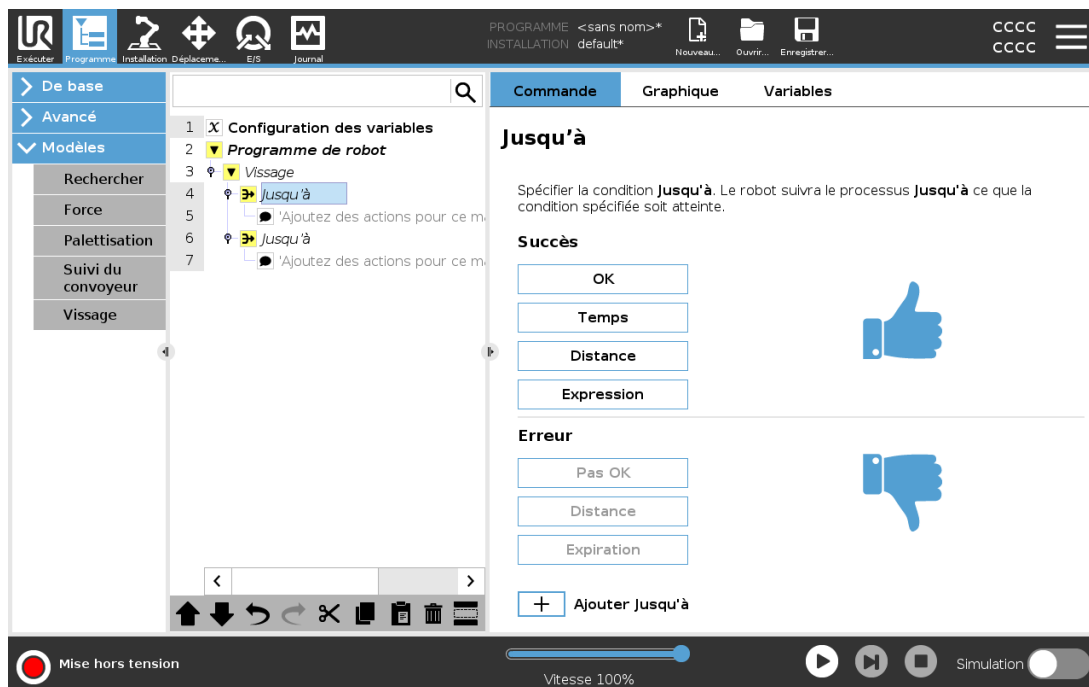 PROGRAMME <sans nom>*
INSTALLATION default*
CCCC
CCCC
UR
Exécuter Programme Installation Déplaceme... E/S Journal
Nouveau... Ouvrir... Enregistrer...
De base
Avancé
Modèles
Rechercher
Force
Palettisation
Suivi du
convoyeur
Vissage
1 X Configuration des variables
2 Programme de robot
3 Vissage
4 Jusqu'à
5 'Ajoutez des actions pour ce m
6 Jusqu'à
7 'Ajoutez des actions pour ce m
Commande Graphique Variables
Jusqu'à
Spécifier la condition Jusqu'à. Le robot suivra le processus Jusqu'à ce que la
condition spécifiée soit atteinte.
Succès
OK
Temps
Distance
Expression
Erreur
Pas OK
Distance
Expiration
+ Ajouter Jusqu'à
Mise hors tension
Vitesse 100%
Simulation